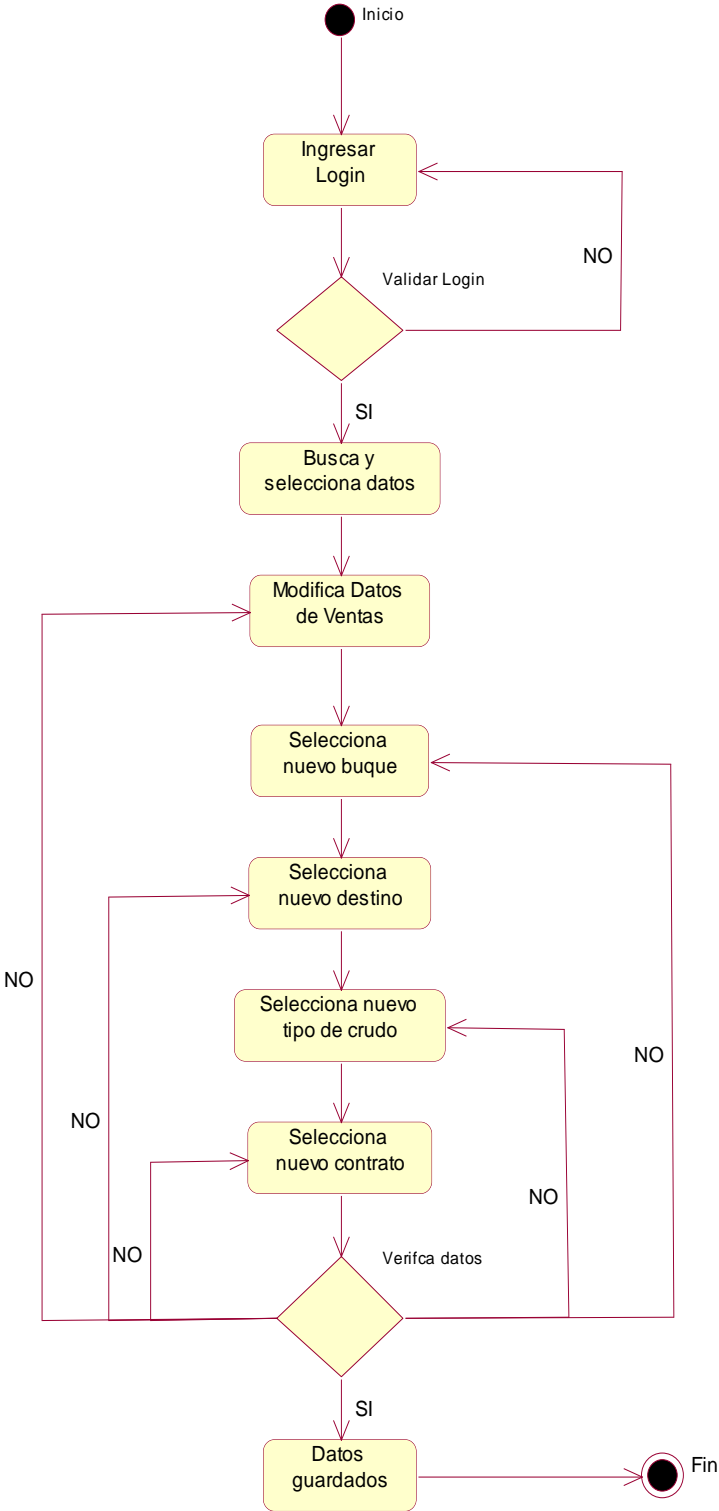 Inicio
Ingresar
Login
NO
Validar Login
SI
Busca y
selecciona datos
Modifica Datos
de Ventas
Selecciona
nuevo buque
Selecciona
nuevo destino
NO
Selecciona nuevo
tipo de crudo
NO
NO
Selecciona
nuevo contrato
NO
NO
Verifca datos
SI
Datos
guardados
Fin